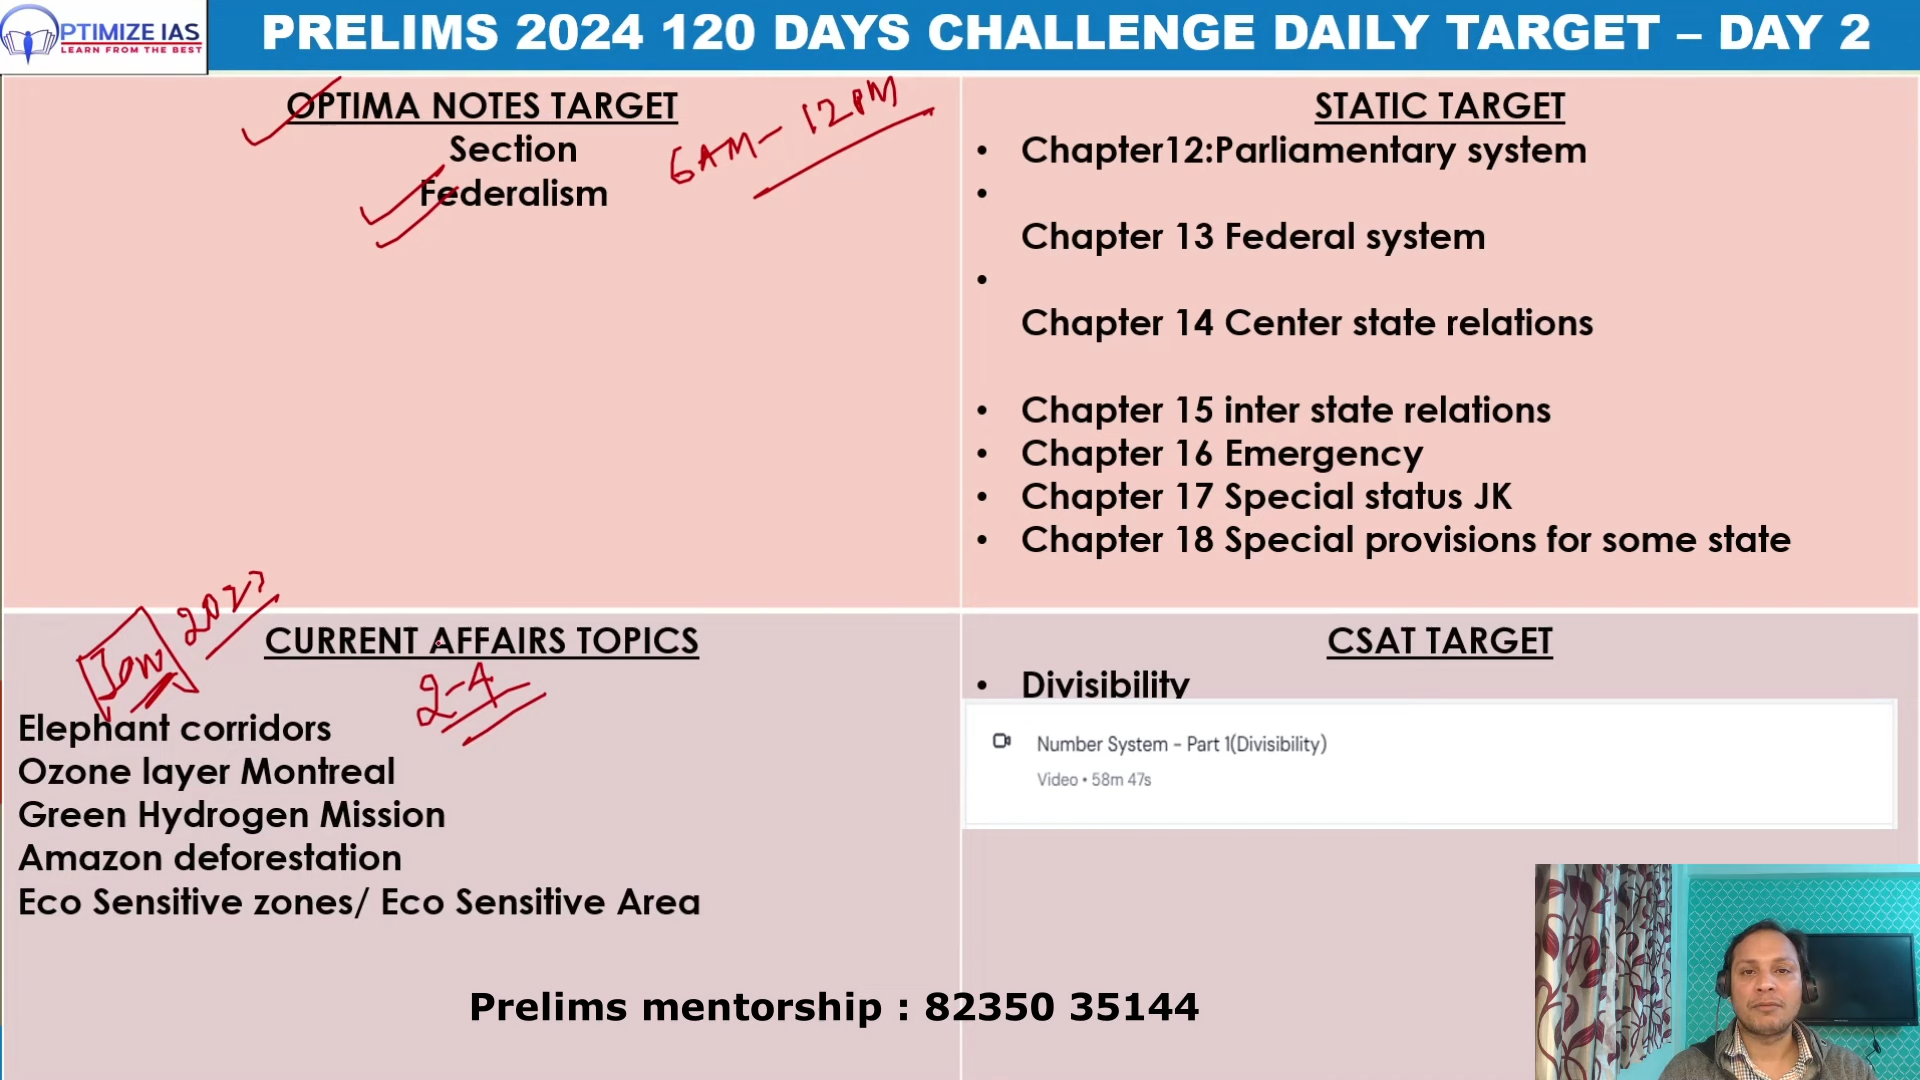 PTIMIZE IAS
LEARN FROM THE BEST
PRELIMS 2024 120 DAYS CHALLENGE DAILY TARGET – DAY 2
OPTIMA NOTES TARGET
Section
Federalism
6AM – 12PM
STATIC TARGET
• Chapter12:Parliamentary system
•
Chapter 13 Federal system
•
Chapter 14 Center state relations
• Chapter 15 inter state relations
• Chapter 16 Emergency
• Chapter 17 Special status JK
• Chapter 18 Special provisions for some state
Jan 2023
CURRENT AFFAIRS TOPICS
2-4
Elephant corridors
Ozone layer Montreal
Green Hydrogen Mission
Amazon deforestation
Eco Sensitive zones/ Eco Sensitive Area
CSAT TARGET
• Divisibility
Number System - Part 1(Divisibility)
Video • 58m 47s
Prelims mentorship : 82350 35144